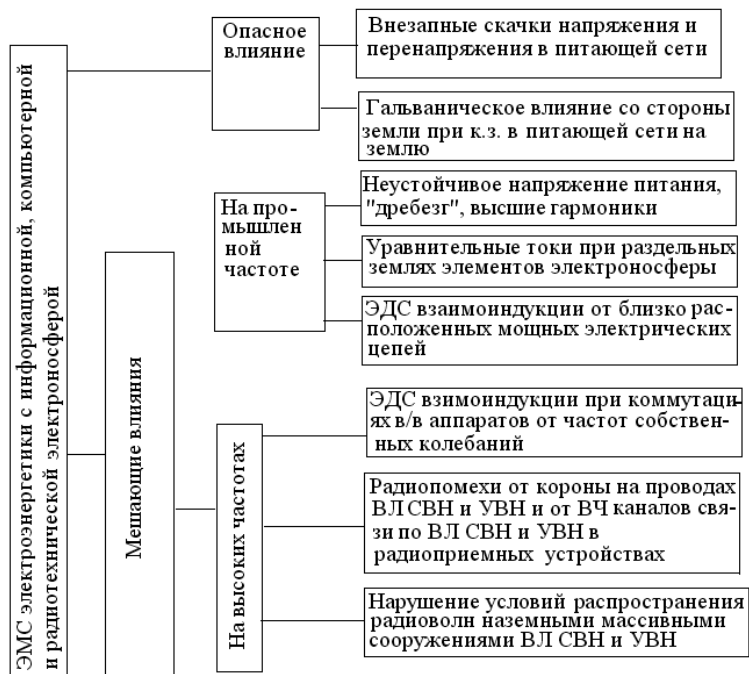 ЭМС электроэнергетики с информационной, компьютерной
и радиотехнической электроносферой
Опасное
влияние
Внезапные скачки напряжения и
перенапряжения в питающей сети
Гальваническое влияние со стороны
земли при к.з. в питающей сети на
землю
Мешающие влияния
На про-
мышлен
ной
частоте
Неустойчивое напряжение питания,
"дребезг", высшие гармоники
Уравнительные токи при раздельных
землях элементов электроносферы
ЭДС взаимоиндукции от близко рас-
положенных мощных электрических
цепей
На высоких частотах
ЭДС взимоиндукции при коммутаци-
ях в/в аппаратов от частот собствен-
ных колебаний
Радиопомехи от короны на проводах
ВЛ СВН и УВН и от ВЧ каналов свя-
зи по ВЛ СВН и УВН в
радиоприемных устройствах
Нарушение условий распространения
радиоволн наземными массивными
сооружениями ВЛ СВН и УВН